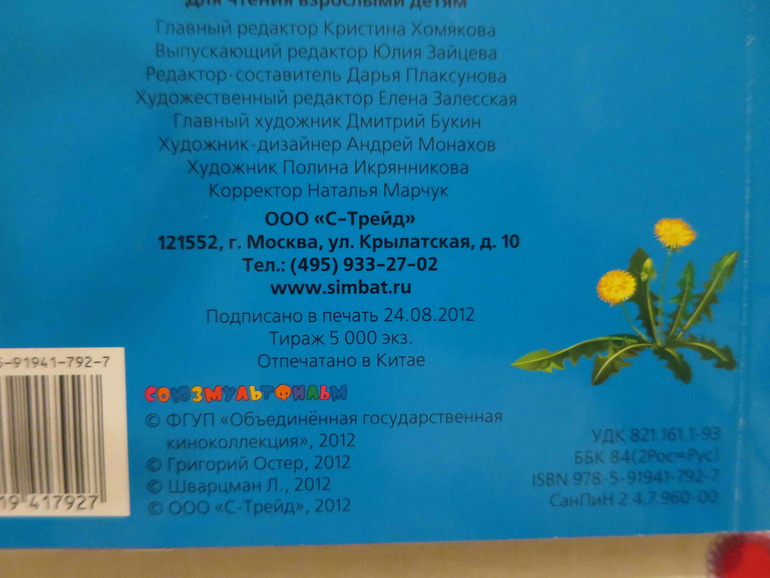 Для чтения взрослыми детям
Главный редактор Кристина Хомякова
Выпускающий редактор Юлия Зайцева
Редактор-составитель Дарья Плаксунова
Художественный редактор Елена Залесская
Главный художник Дмитрий Букин
Художник-дизайнер Андрей Монахов
Художник Полина Икрянникова
Корректор Наталья Марчук
ООО «С-Трейд»
121552, г. Москва, ул. Крылатская, д. 10
Тел.: (495) 933-27-02
www.simbat.ru
Подписано в печать 24.08.2012
Тираж 5 000 экз.
Отпечатано в Китае
5-91941-792-7
19 417927
СОЮЗМУЛЬТФИЛЬМ
© ФГУП «Объединённая государственная
киноколлекция», 2012
© Григорий Остер, 2012
© Шварцман Л., 2012
© ООО «С-Трейд», 2012
УДК 821.161.1-93
ББК 84(2Рос=Рус)
ISBN 978-5-91941-792-7
СанПиН 2.4.7.960-00